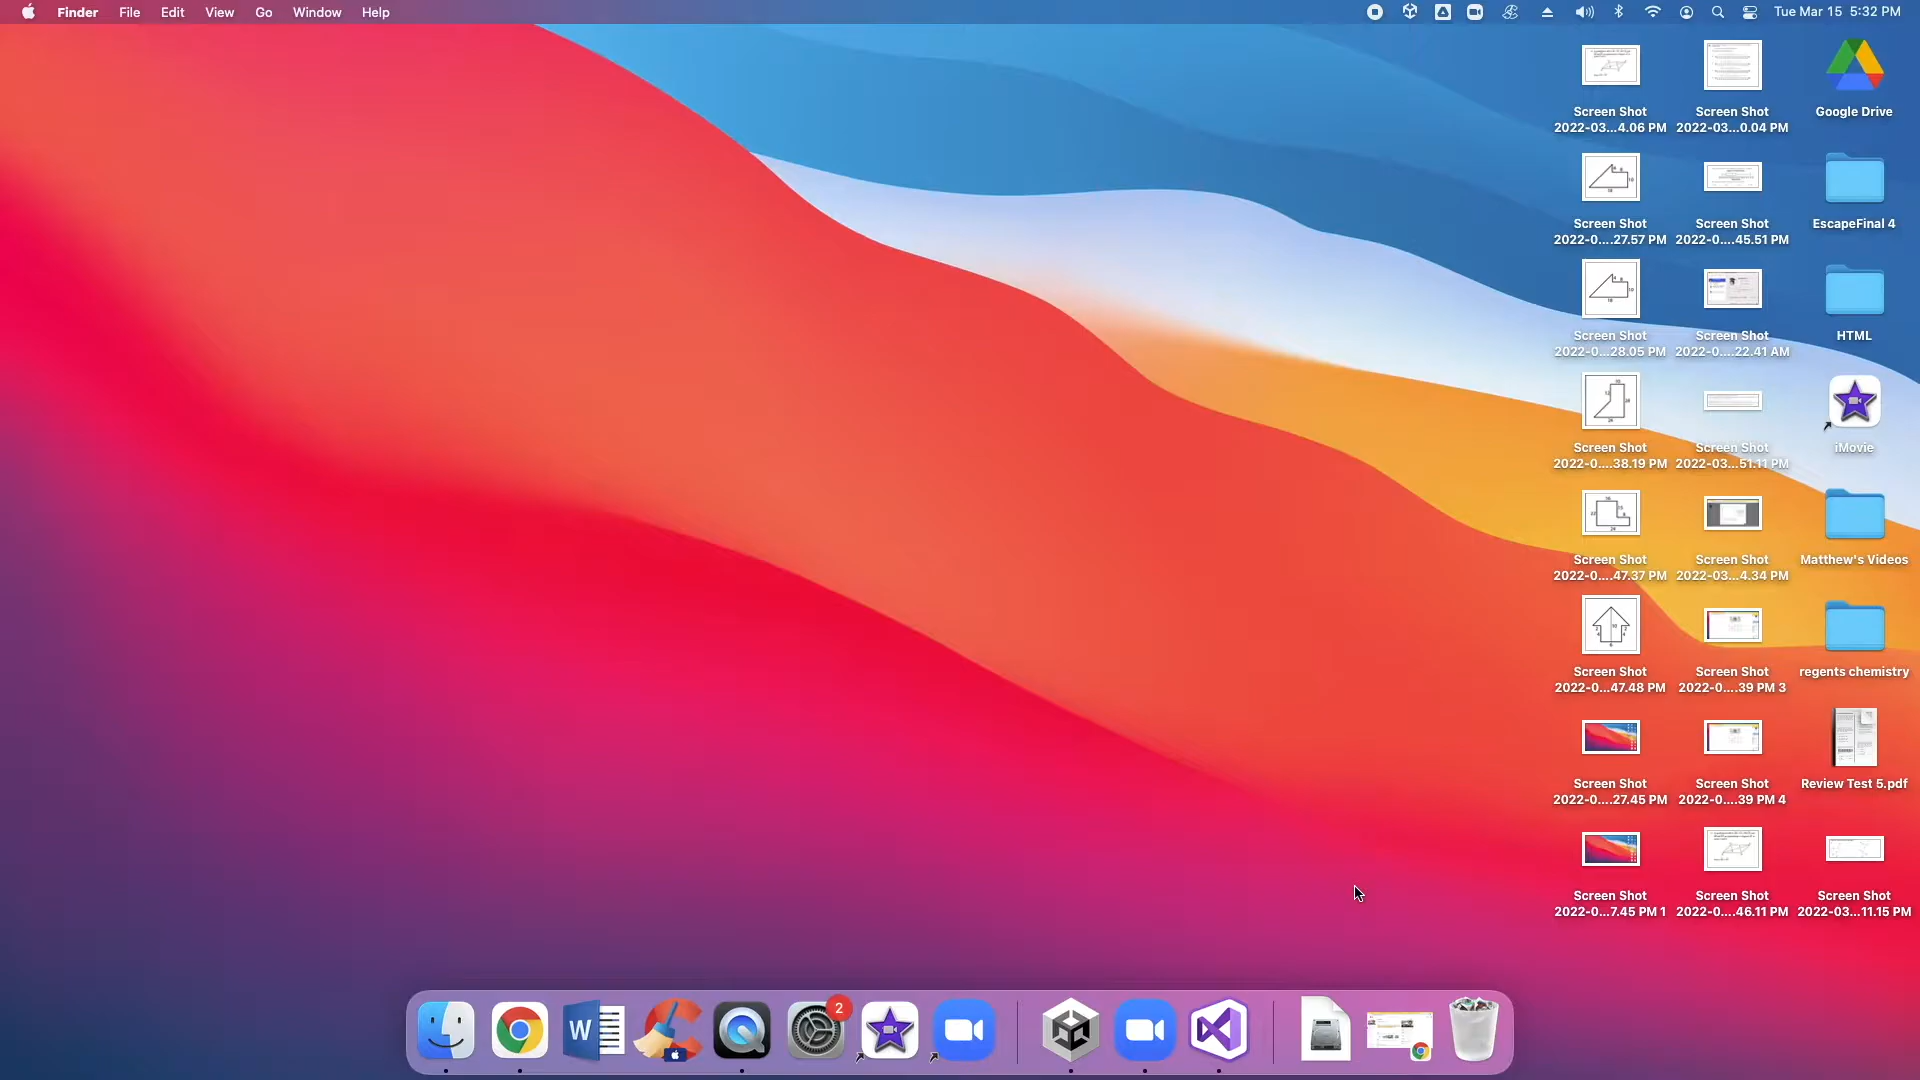 Finder File Edit View Go Window Help Tue Mar 15 5:32 PM
Screen Shot
2022-03...4.06 PM
Screen Shot
2022-03...0.04 PM
Google Drive
Screen Shot
2022-0....27.57 PM
Screen Shot
2022-0....45.51 PM
EscapeFinal 4
Screen Shot
2022-0...28.05 PM
Screen Shot
2022-0....22.41 AM
HTML
Screen Shot
2022-0....38.19 PM
Screen Shot
2022-03...51.11 PM
iMovie
Screen Shot
2022-0....47.37 PM
Screen Shot
2022-03...4.34 PM
Matthew's Videos
Screen Shot
2022-0...47.48 PM
Screen Shot
2022-0....39 PM 3
regents chemistry
Screen Shot
2022-0....27.45 PM
Screen Shot
2022-0....39 PM 4
Review Test 5.pdf
Screen Shot
2022-0...7.45 PM 1
Screen Shot
2022-0....46.11 PM
Screen Shot
2022-03...11.15 PM
W
2